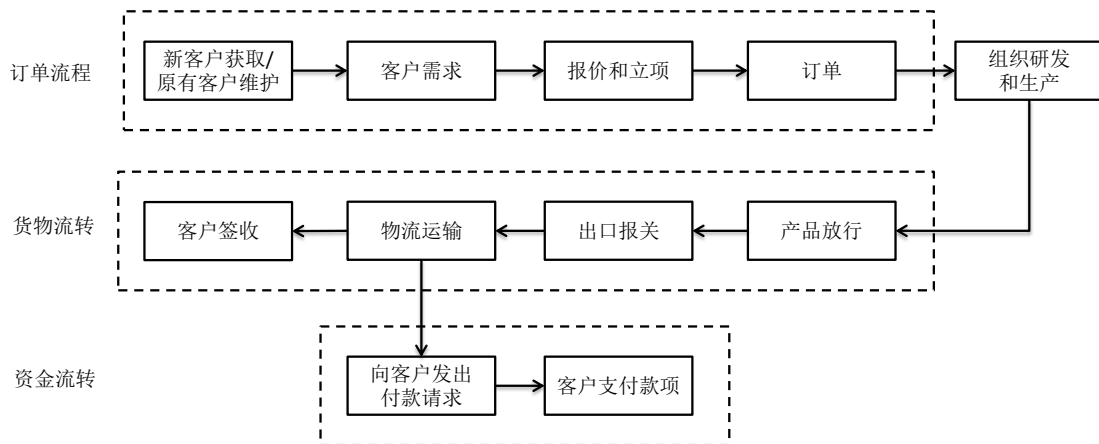 订单流程
新客户获取/
原有客户维护
客户需求
报价和立项
订单
组织研发
和生产
货物流转
客户签收
物流运输
出口报关
产品放行
资金流转
向客户发出
付款请求
客户支付款项